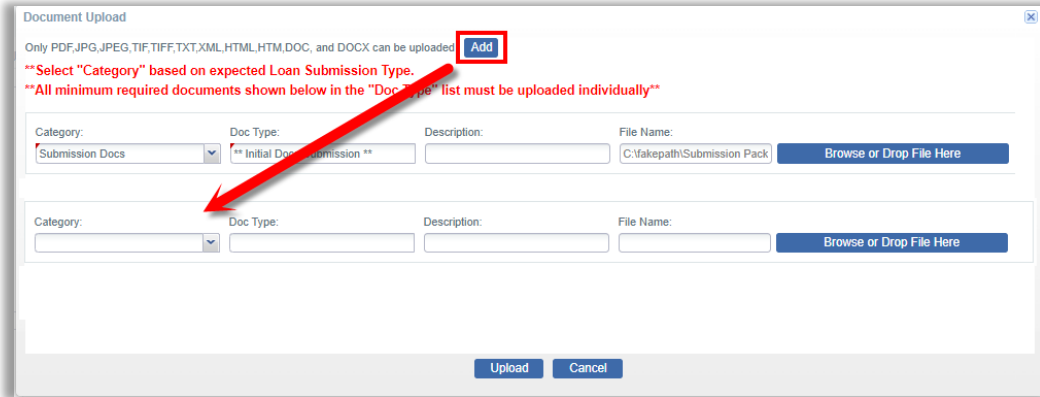 Document Upload
Only PDF,JPG,JPEG,TIF,TIFF,TXT,XML,HTML,HTM,DOC, and DOCX can be uploaded Add
**Select "Category" based on expected Loan Submission Type.
**All minimum required documents shown below in the "Doc Type" list must be uploaded individually**
Category: Doc Type: Description: File Name:
Submission Docs ** Initial Docs Submission ** C:\fakepath\Submission Pack Browse or Drop File Here
Category: Doc Type: Description: File Name:
Browse or Drop File Here
Upload Cancel